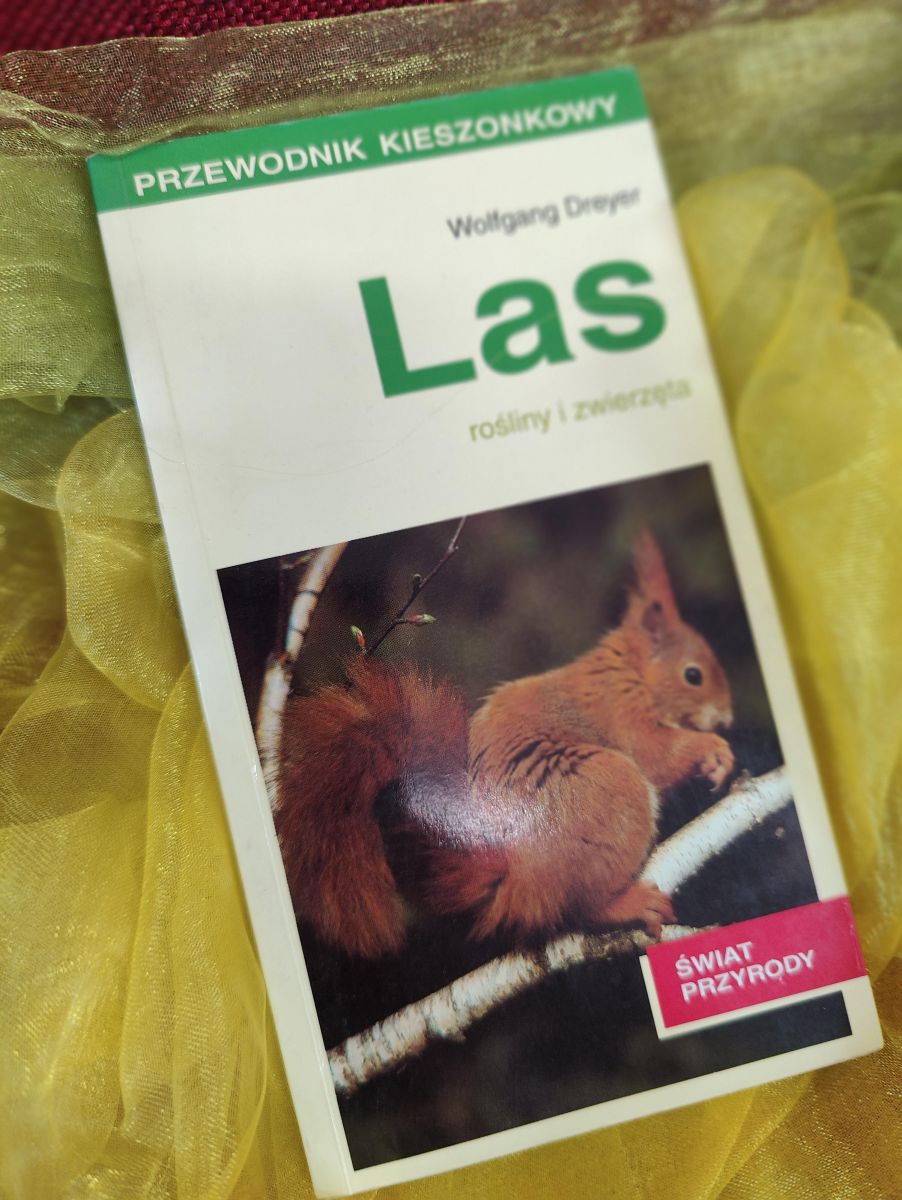 PRZEWODNIK KIESZONKOWY
Wolfgang Dreyer
Las
rośliny i zwierzęta
ŚWIAT
PRZYRODY